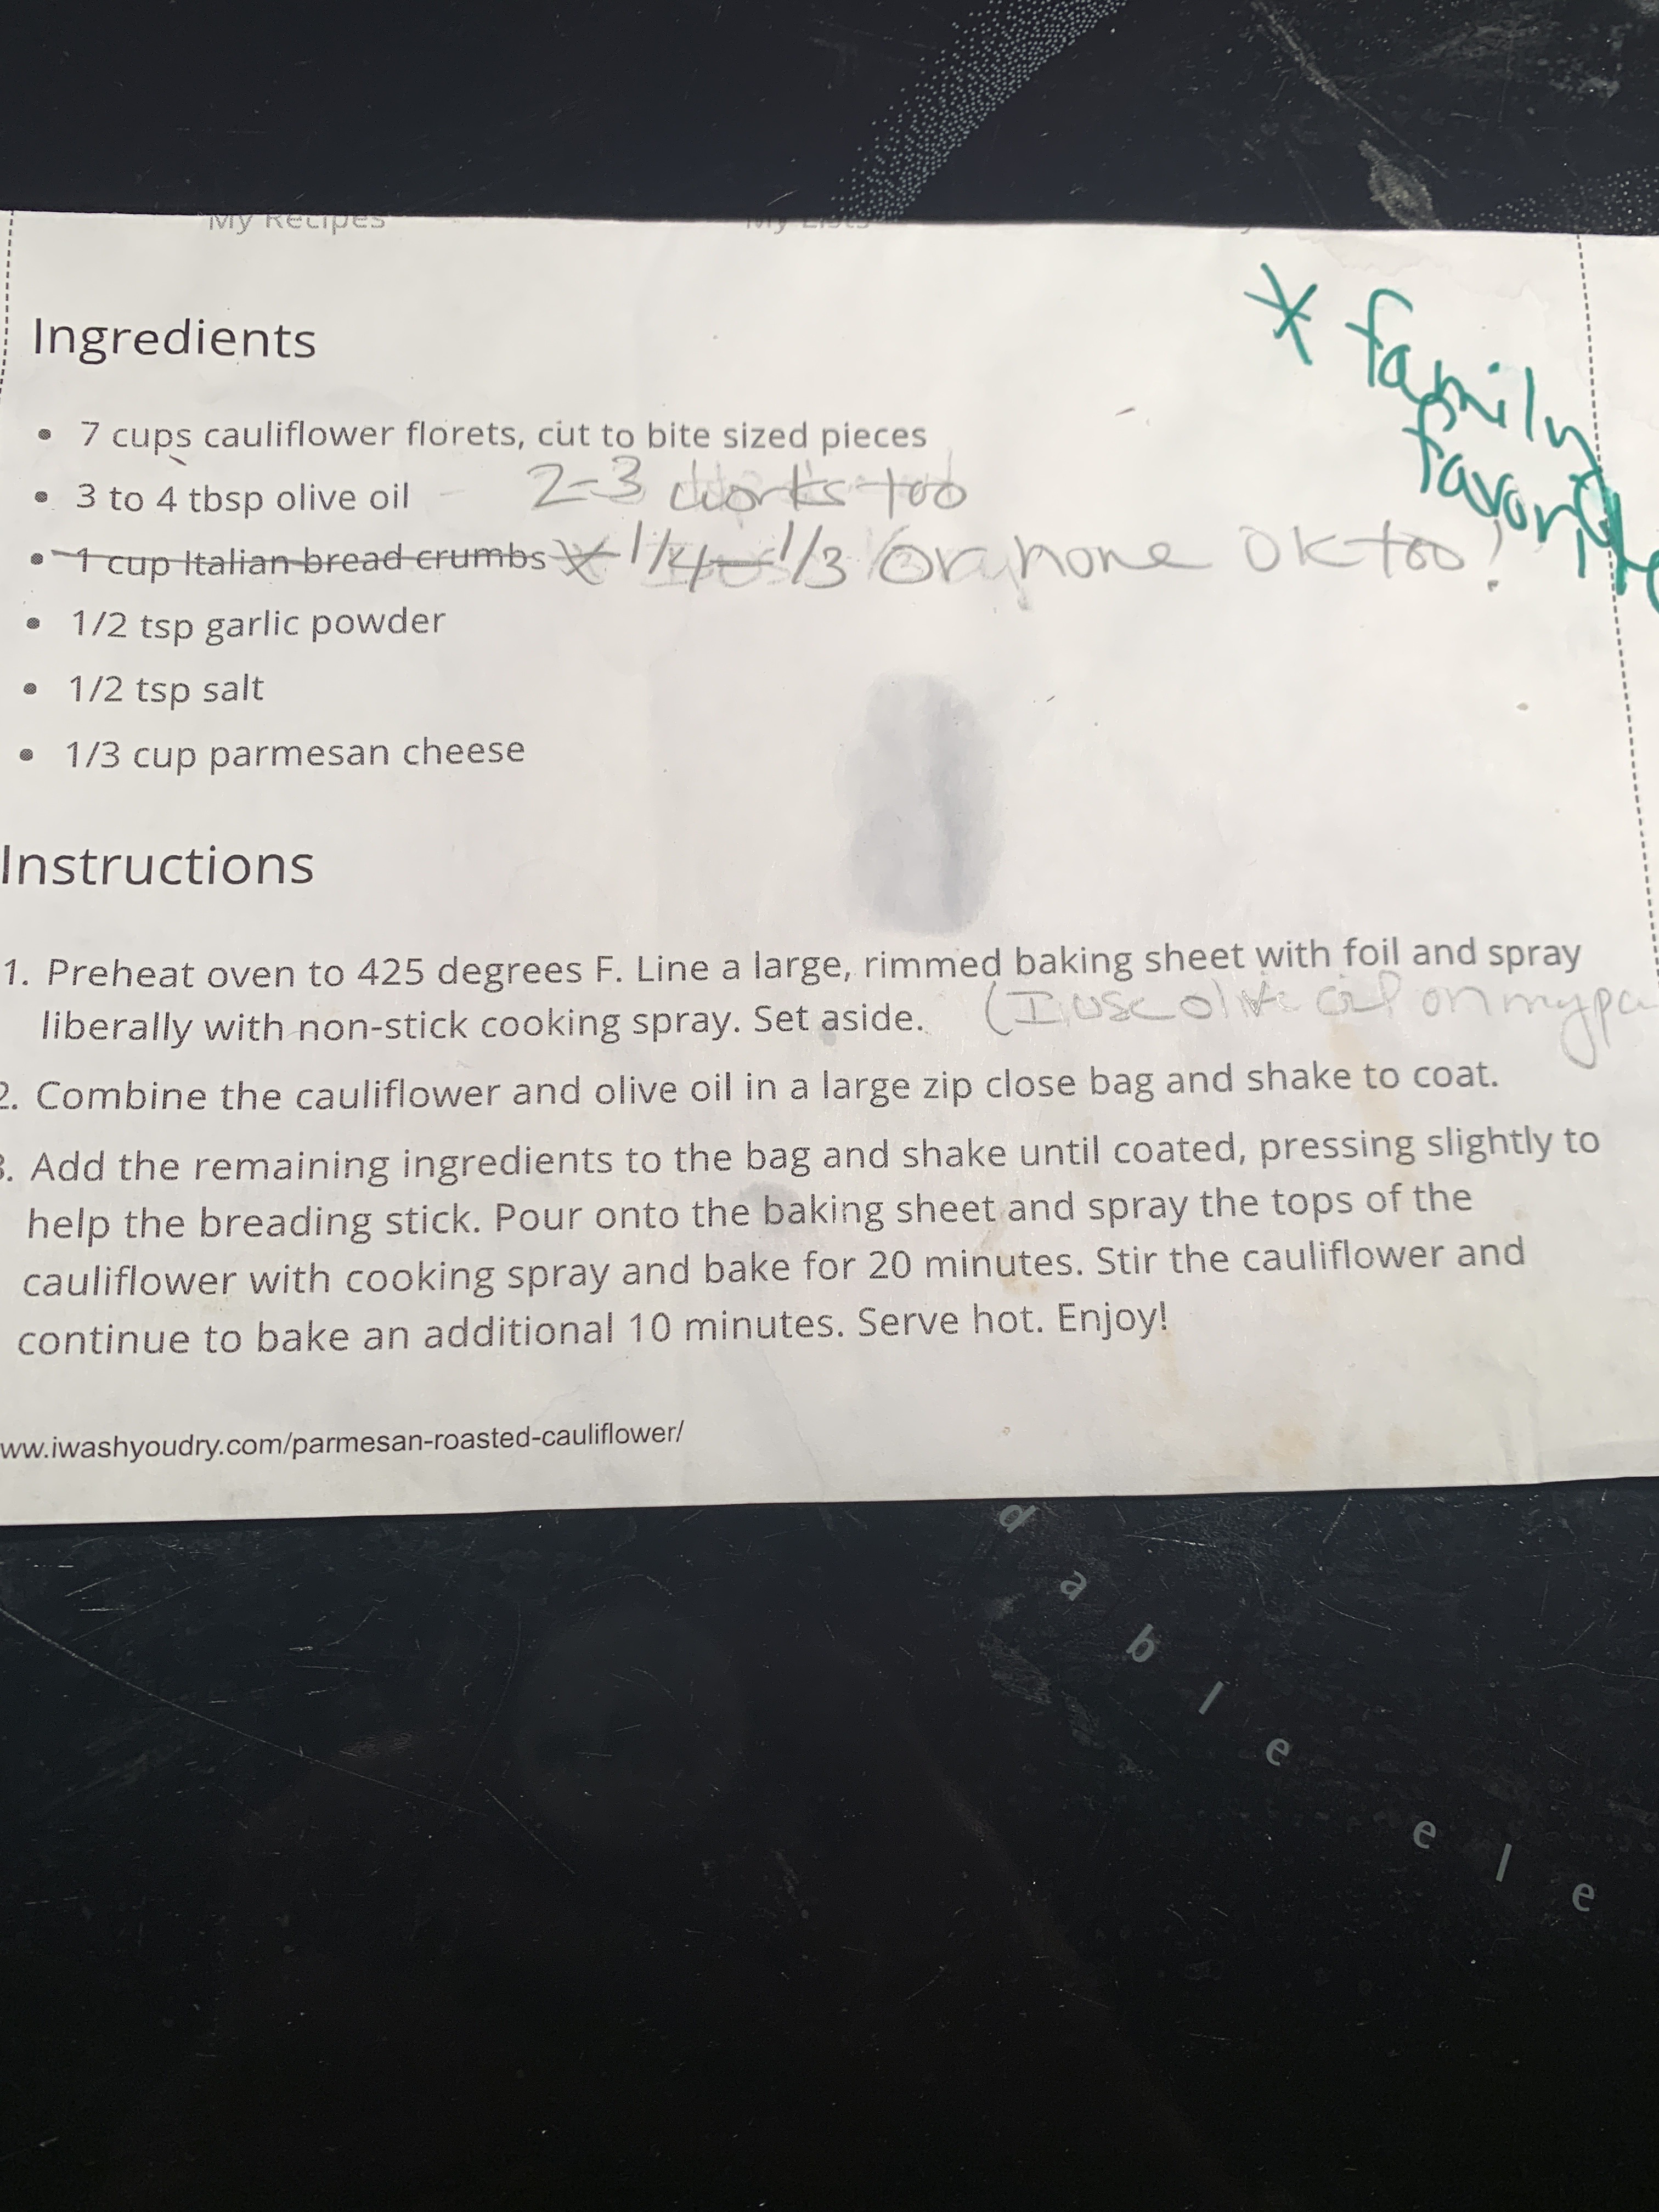 My Recipes
My Lists
* family
favorite
Ingredients
• 7 cups cauliflower florets, cut to bite sized pieces
• 3 to 4 tbsp olive oil 2-3 works too
• 1 cup Italian bread crumbs X 1/4-1/3 or none ok too!
• 1/2 tsp garlic powder
• 1/2 tsp salt
• 1/3 cup parmesan cheese
Instructions
1. Preheat oven to 425 degrees F. Line a large, rimmed baking sheet with foil and spray
liberally with non-stick cooking spray. Set aside. (I use olive oil on my pa
2. Combine the cauliflower and olive oil in a large zip close bag and shake to coat.
3. Add the remaining ingredients to the bag and shake until coated, pressing slightly to
help the breading stick. Pour onto the baking sheet and spray the tops of the
cauliflower with cooking spray and bake for 20 minutes. Stir the cauliflower and
continue to bake an additional 10 minutes. Serve hot. Enjoy!
ww.iwashyoudry.com/parmesan-roasted-cauliflower/
d a b l e e l e